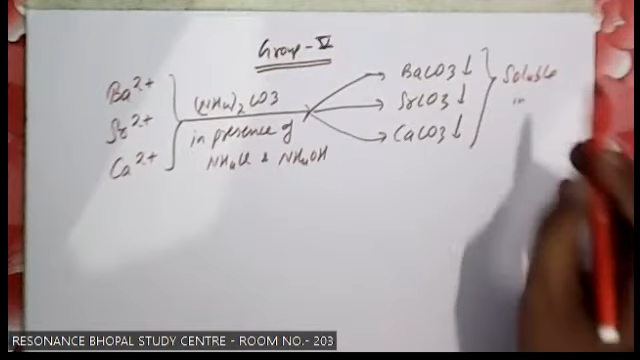 Group-V
Ba2+
Sr2+
Ca2+
(NH4)2CO3
in presence of
NH4Cl & NH4OH
BaCO3↓
SrCO3↓
CaCO3↓
Soluble
in
RESONANCE BHOPAL STUDY CENTRE - ROOM NO.- 203